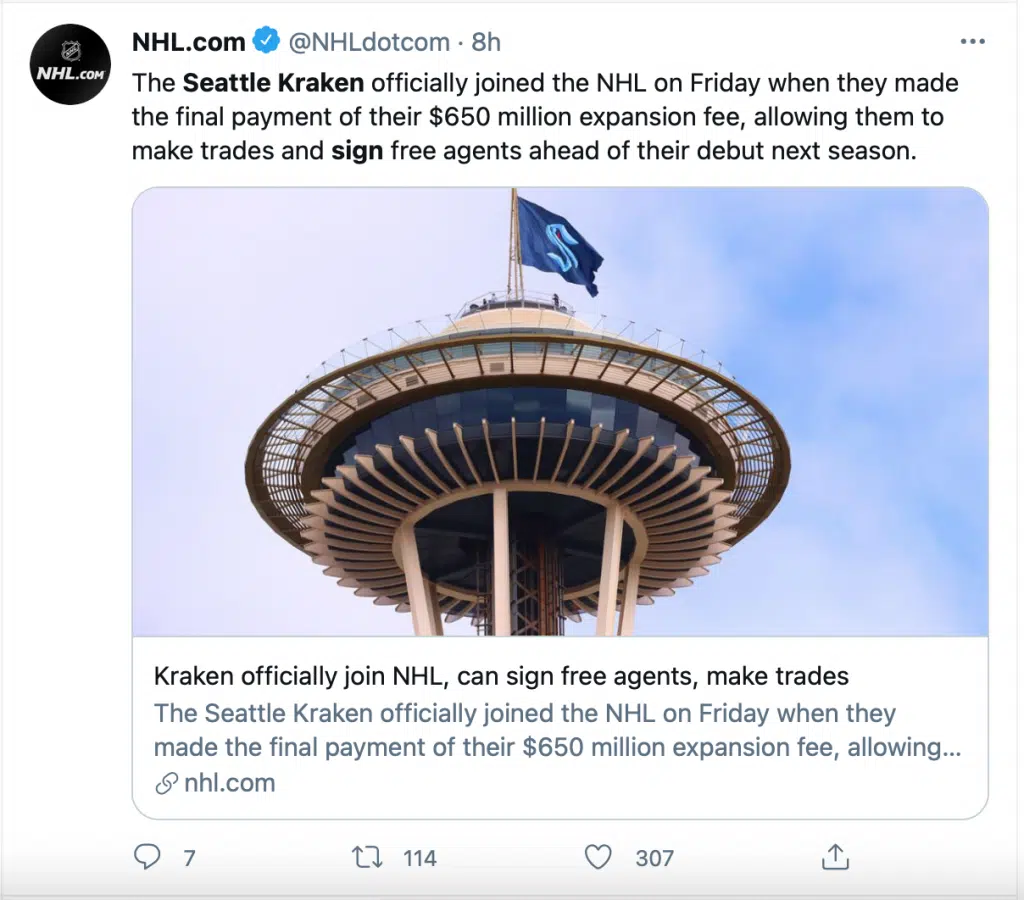 NHL.com @NHLdotcom · 8h
NHL.COM
The Seattle Kraken officially joined the NHL on Friday when they made
the final payment of their $650 million expansion fee, allowing them to
make trades and sign free agents ahead of their debut next season.
Kraken officially join NHL, can sign free agents, make trades
The Seattle Kraken officially joined the NHL on Friday when they
made the final payment of their $650 million expansion fee, allowing...
nhl.com
7 114 307